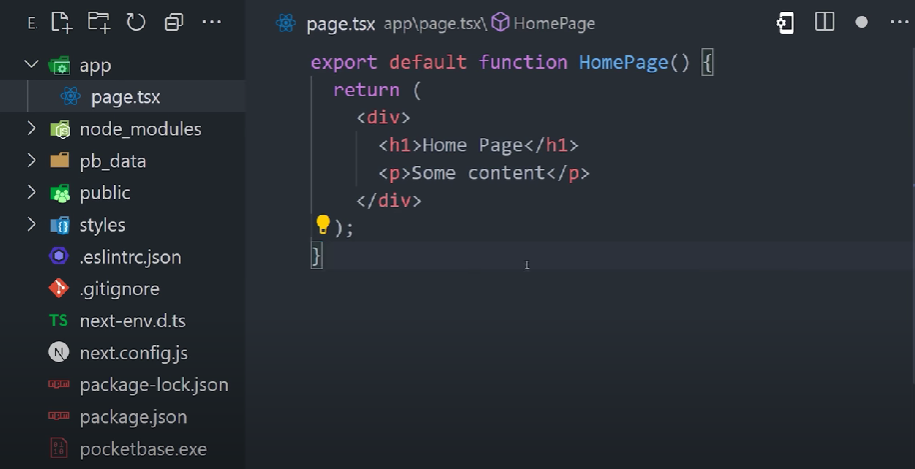 E
app
page.tsx
node_modules
pb_data
public
styles
.eslintrc.json
.gitignore
TS next-env.d.ts
N next.config.js
package-lock.json
package.json
pocketbase.exe
page.tsx app\page.tsx\ HomePage
export default function HomePage() {
return (
<div>
<h1>Home Page</h1>
<p>Some content</p>
</div>
);
}